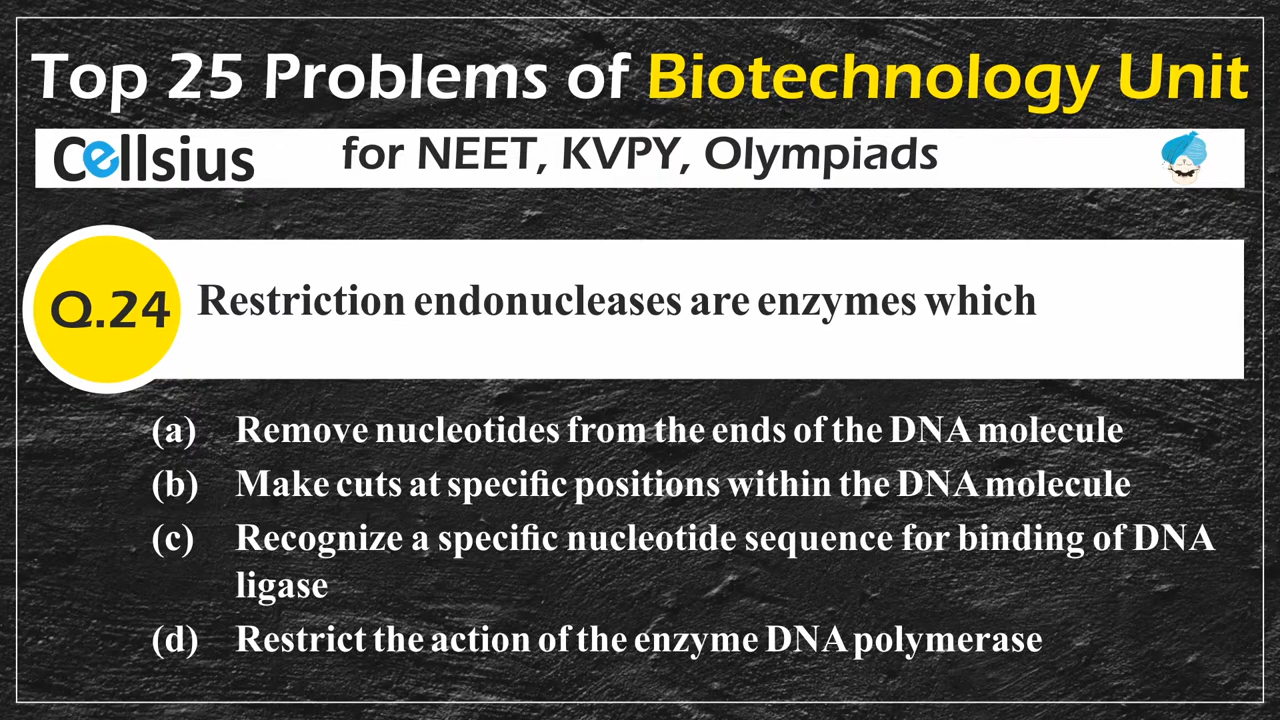 Top 25 Problems of Biotechnology Unit
Cellsius
for NEET, KVPY, Olympiads
Q.24
Restriction endonucleases are enzymes which
(a) Remove nucleotides from the ends of the DNA molecule
(b) Make cuts at specific positions within the DNA molecule
(c) Recognize a specific nucleotide sequence for binding of DNA
ligase
(d) Restrict the action of the enzyme DNA polymerase